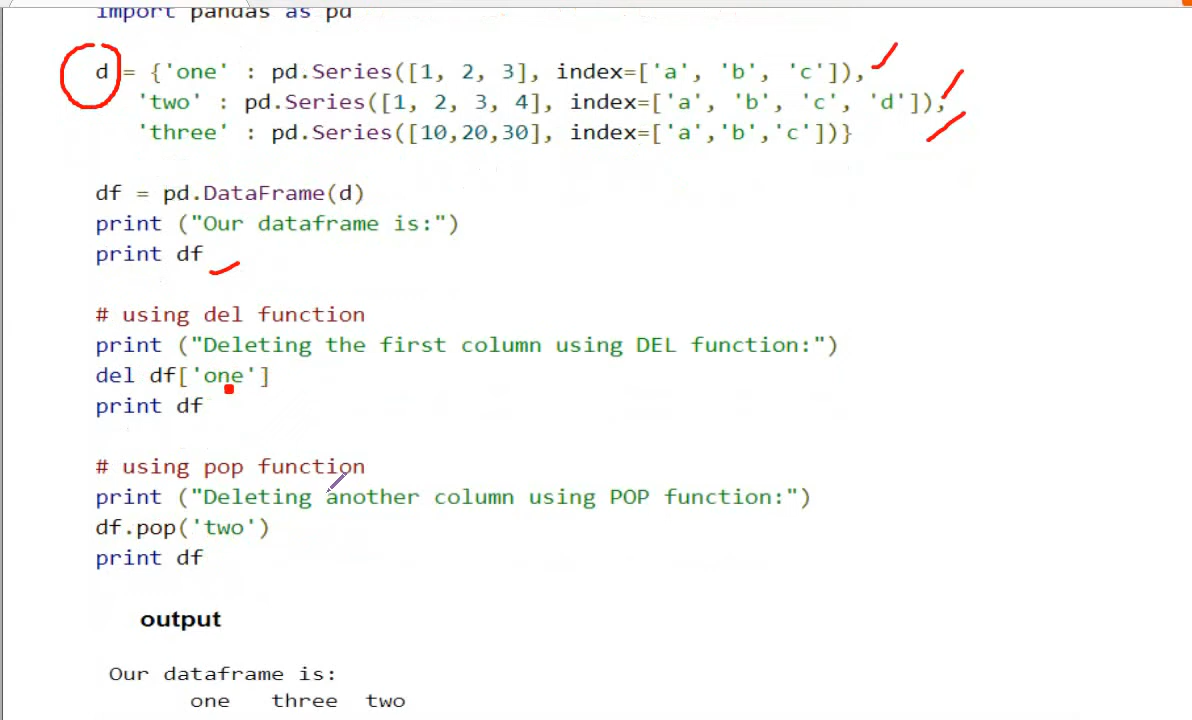 import pandas as pd
d = {'one' : pd.Series([1, 2, 3], index=['a', 'b', 'c']),
'two' : pd.Series([1, 2, 3, 4], index=['a', 'b', 'c', 'd']),
'three' : pd.Series([10,20,30], index=['a','b','c'])}
df = pd.DataFrame(d)
print ("Our dataframe is:")
print df
# using del function
print ("Deleting the first column using DEL function:")
del df['one']
print df
# using pop function
print ("Deleting another column using POP function:")
df.pop('two')
print df
output
Our dataframe is:
one three two